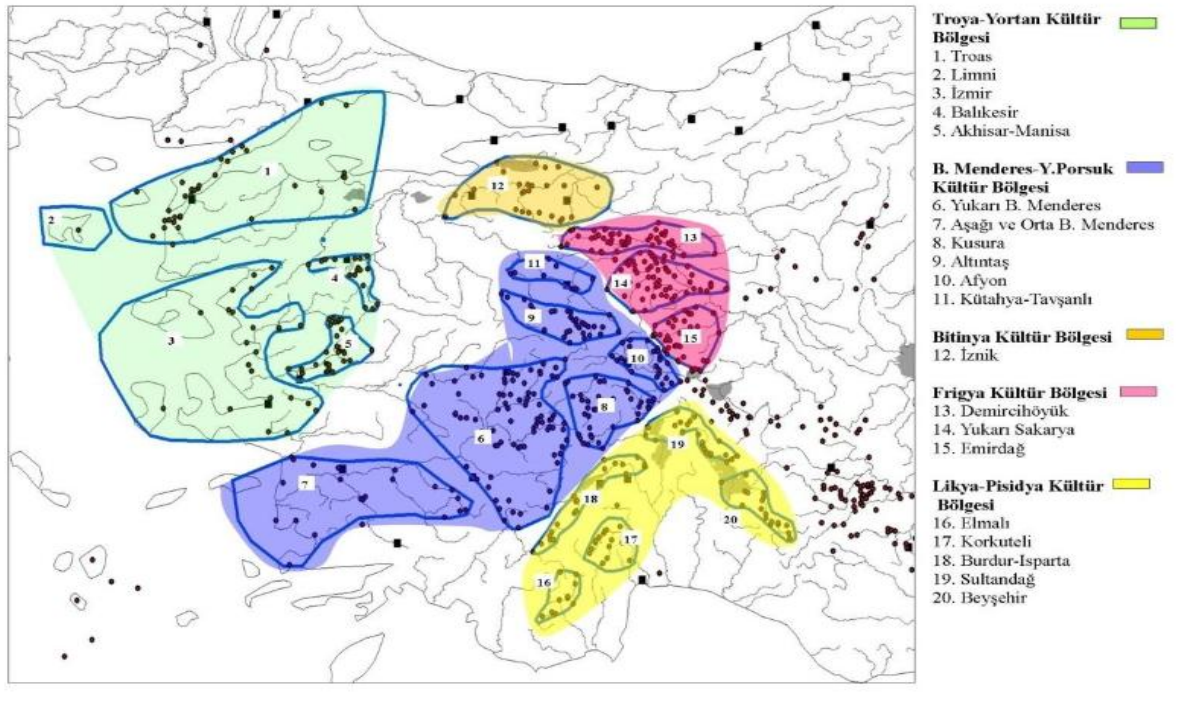 Troya-Yortan Kültür
Bölgesi
1. Troas
2. Limni
3. İzmir
4. Balıkesir
5. Akhisar-Manisa
B. Menderes-Y.Porsuk
Kültür Bölgesi
6. Yukarı B. Menderes
7. Aşağı ve Orta B. Menderes
8. Kusura
9. Altıntaş
10. Afyon
11. Kütahya-Tavşanlı
Bitinya Kültür Bölgesi
12. İznik
Frigya Kültür Bölgesi
13. Demircihöyük
14. Yukarı Sakarya
15. Emirdağ
Likya-Pisidya Kültür
Bölgesi
16. Elmalı
17. Korkuteli
18. Burdur-Isparta
19. Sultandağ
20. Beyşehir
1
12
2
13
11
4
14
9
3
15
5
10
8
6
19
7
18
20
17
16